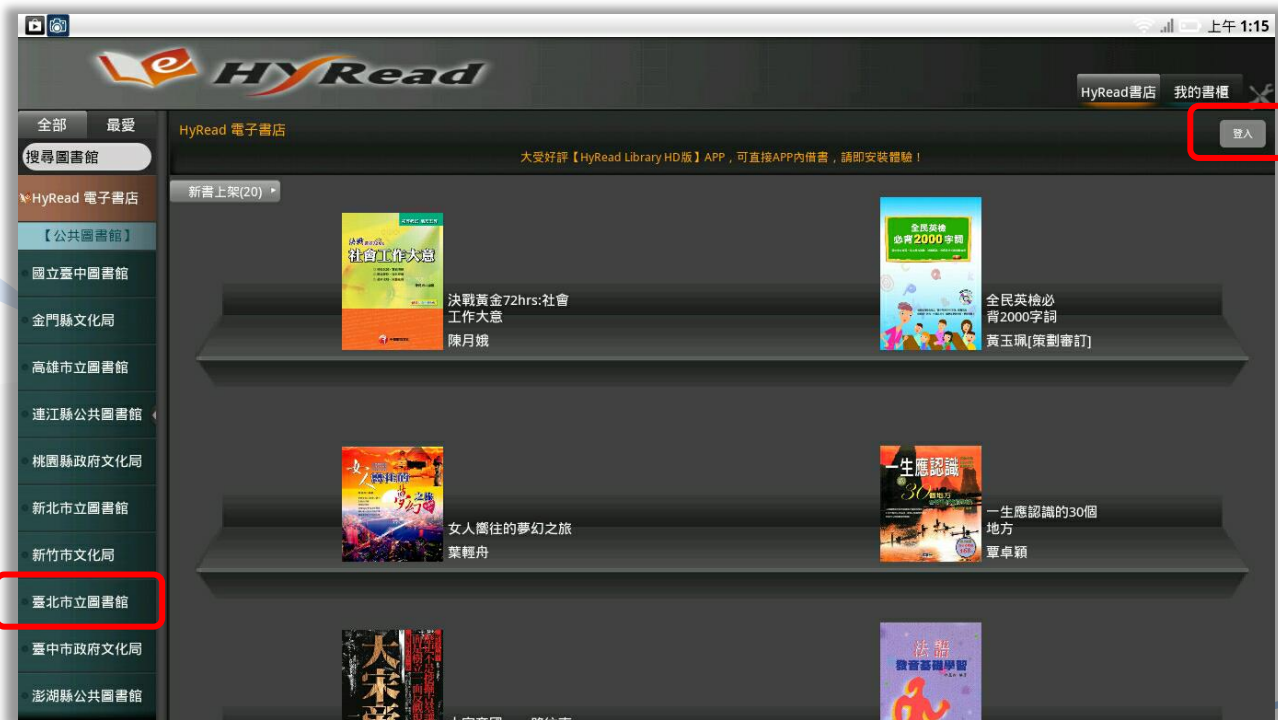 上午 1:15
HyRead
HyRead書店 我的書櫃
全部 最愛
搜尋圖書館
HyRead 電子書店
【公共圖書館】
國立臺中圖書館
金門縣文化局
高雄市立圖書館
連江縣公共圖書館
桃園縣政府文化局
新北市立圖書館
新竹市文化局
臺北市立圖書館
臺中市政府文化局
澎湖縣公共圖書館
HyRead 電子書店
登入
大受好評【HyRead Library HD版】APP，可直接APP內借書，請即安裝體驗！
新書上架(20)
社會工作大意
決戰黃金72hrs:社會
工作大意
陳月娥
全民英檢
必背2000字詞
全民英檢必
背2000字詞
黃玉珮[策劃審訂]
女人嚮往的夢幻之旅
葉輕舟
一生應認識
30個地方
一生應認識的30個
地方
覃卓穎
大宋帝
法語
發音基礎學習